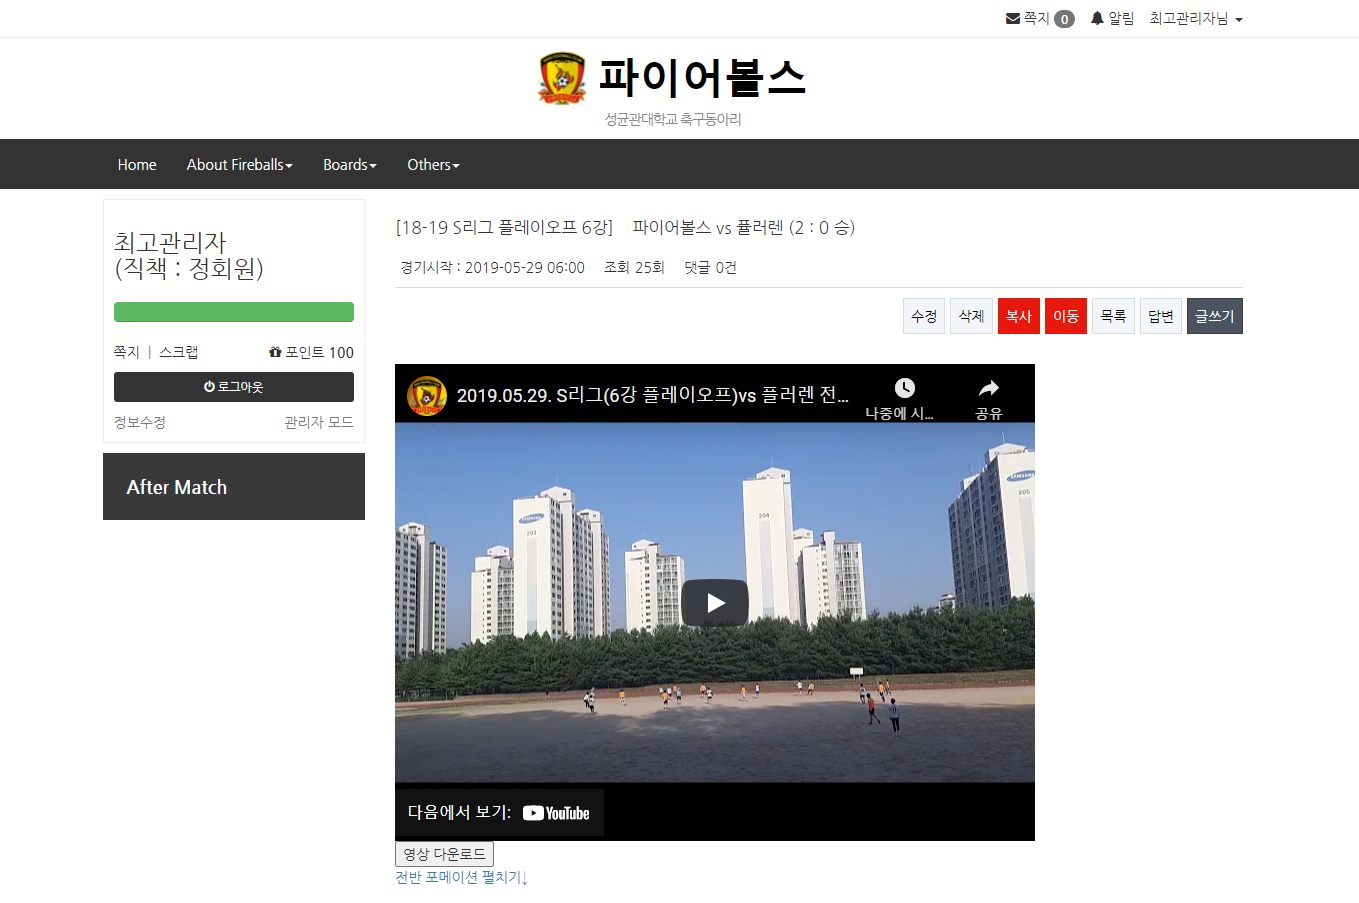 쪽지 0 알림 최고관리자님
파이어볼스
성균관대학교 축구동아리
Home About Fireballs Boards Others
최고관리자
(직책 : 정회원)
쪽지 | 스크랩 포인트 100
로그아웃
정보수정 관리자 모드
After Match
[18-19 S리그 플레이오프 6강] 파이어볼스 vs 플러렌 (2 : 0 승)
경기시작 : 2019-05-29 06:00 조회 25회 댓글 0건
수정 삭제 복사 이동 목록 답변 글쓰기
2019.05.29. S리그(6강 플레이오프)vs 플러렌 전...
나중에 시... 공유
SAMSUNG
203
204
SAMSUNG
205
다음에서 보기: YouTube
영상 다운로드
전반 포메이션 펼치기↓